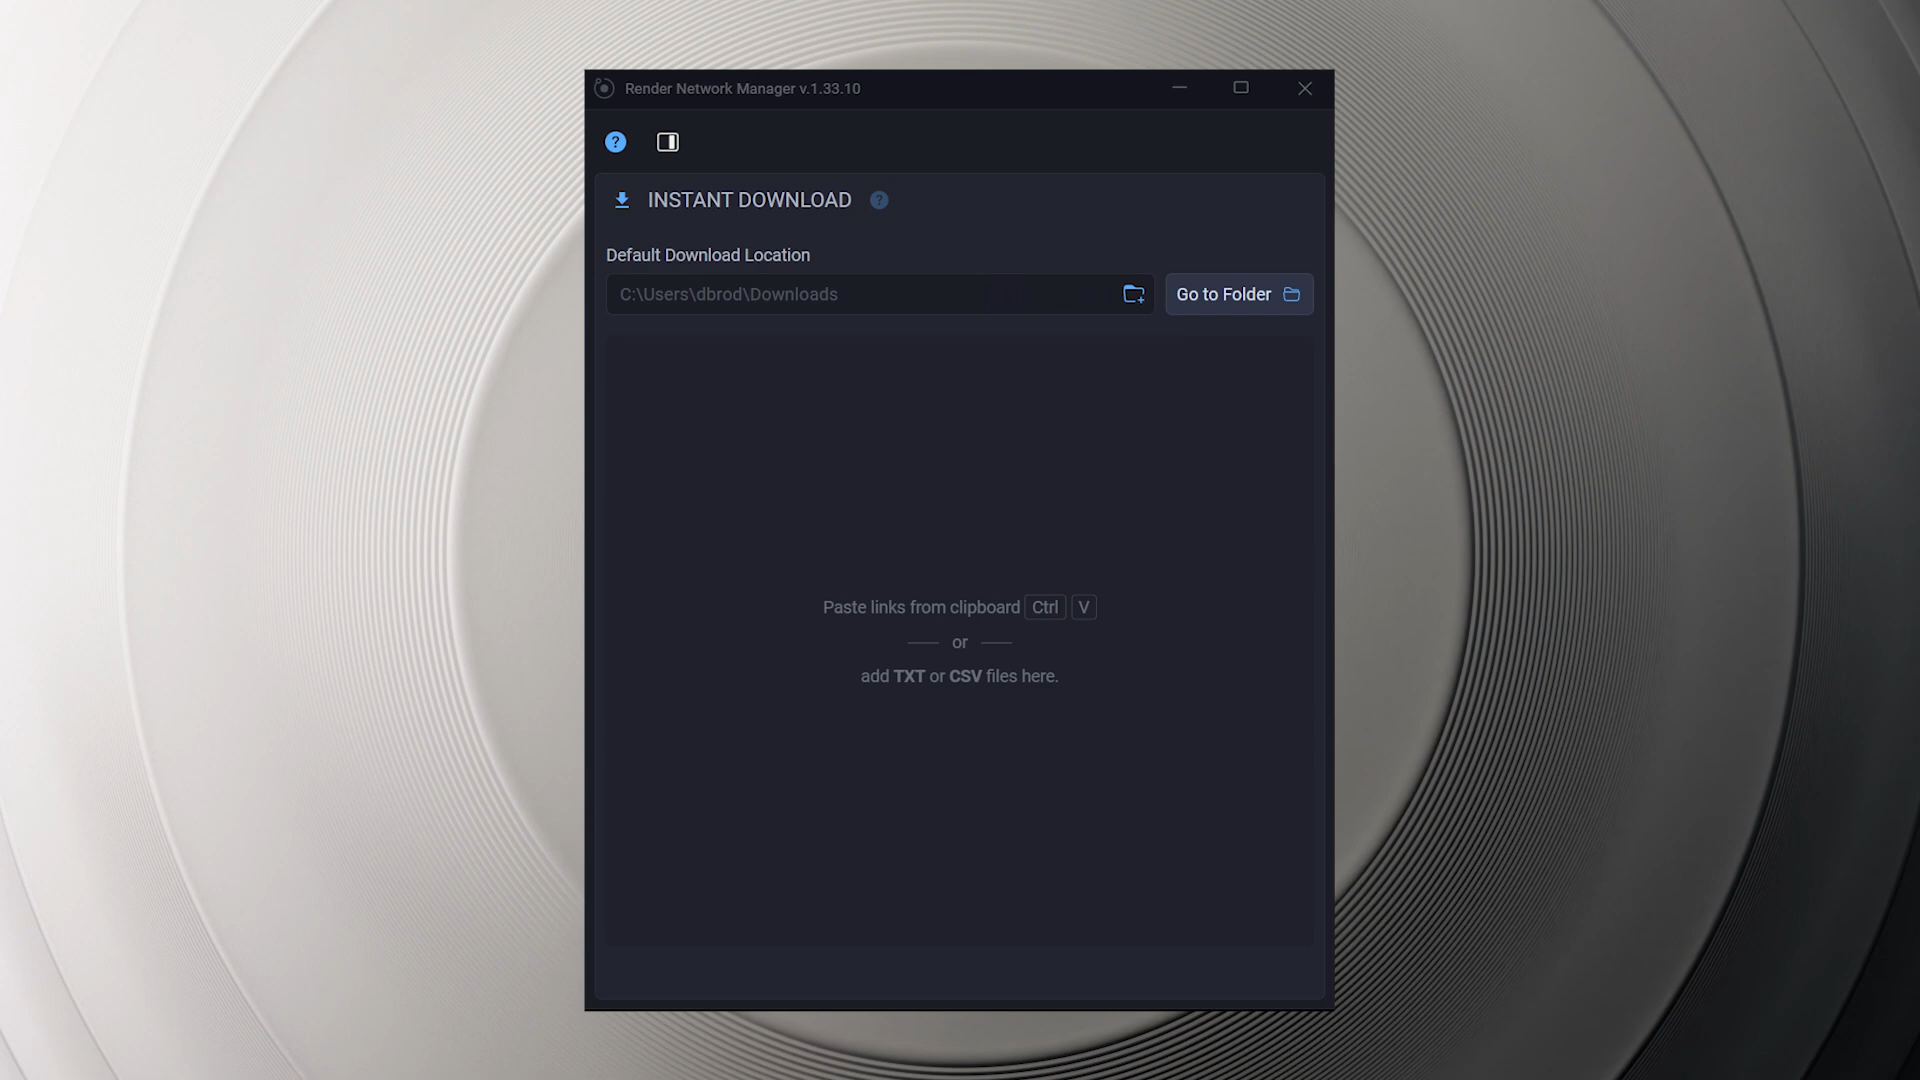 Render Network Manager v.1.33.10
?
INSTANT DOWNLOAD ?
Default Download Location
C:\Users\dbrod\Downloads
Go to Folder
Paste links from clipboard Ctrl V
or
add TXT or CSV files here.